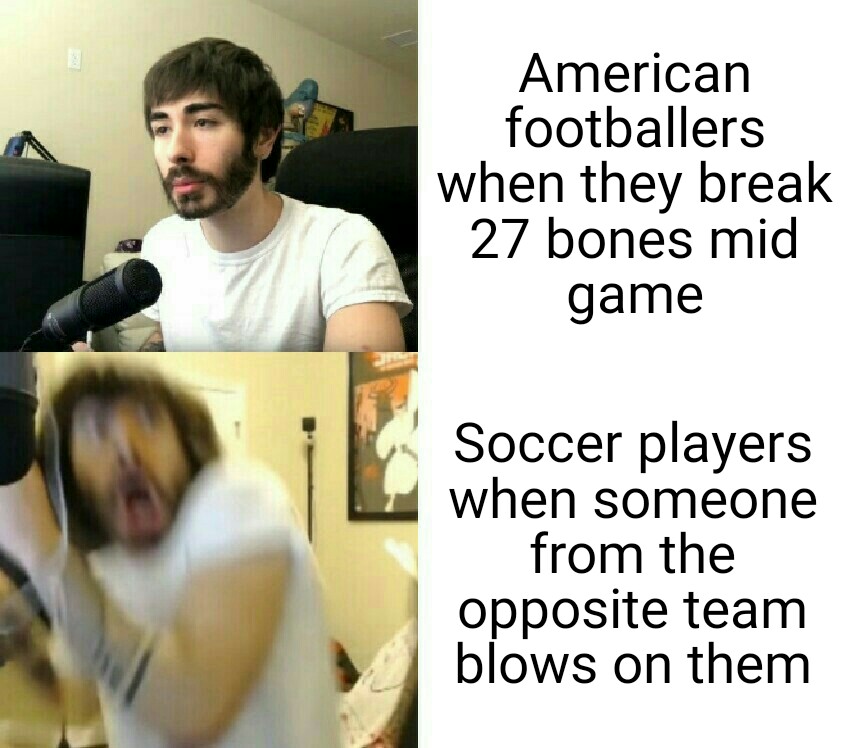 American
footballers
when they break
27 bones mid
game
Soccer players
when someone
from the
opposite team
blows on them